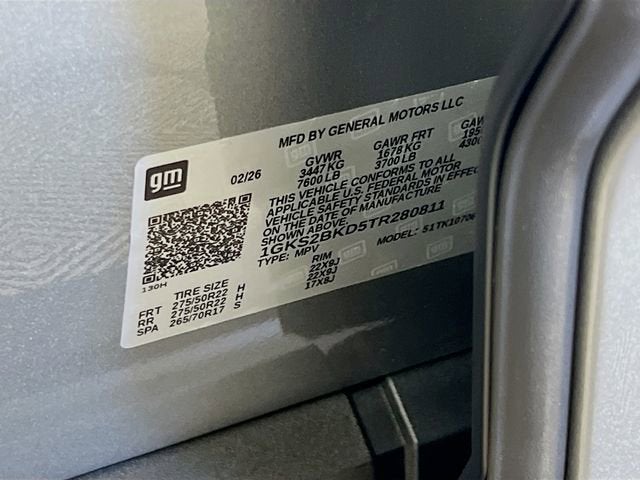 MFD BY GENERAL MOTORS LLC
gm
02/26
GVWR GAWR FRT
3447 KG 1678 KG
7600 LB 3700 LB
THIS VEHICLE CONFORMS TO ALL
APPLICABLE U.S. FEDERAL MOTOR
VEHICLE SAFETY STANDARDS IN
ON THE DATE OF MANUFACTURE
SHOWN ABOVE
1GKS2BKD5TR280811
TYPE: MPV MODEL:
130H
TIRE SIZE RIM
FRT 275/50R22 H 22X9J
RR 275/50R22 H 22X9J
SPA 265/70R17 S 17X8J